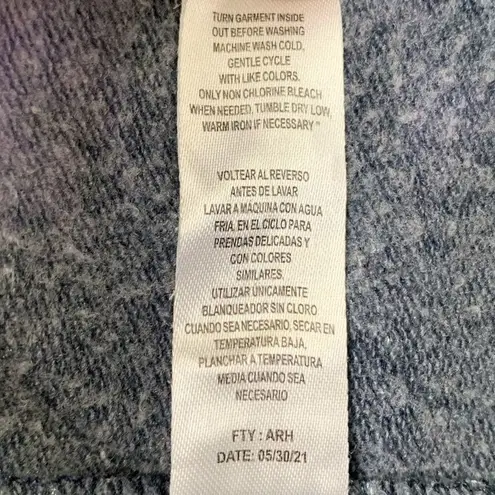 TURN GARMENT INSIDE
OUT BEFORE WASHING
MACHINE WASH COLD,
GENTLE CYCLE
WITH LIKE COLORS.
ONLY NON CHLORINE BLEACH
WHEN NEEDED, TUMBLE DRY LOW,
WARM IRON IF NECESSARY "
VOLTEAR AL REVERSO
ANTES DE LAVAR
LAVAR A MAQUINA CON AGUA
FRIA, EN EL CICLO PARA
PRENDAS DELICADAS Y
CON COLORES
SIMILARES.
UTILIZAR ÚNICAMENTE
BLANQUEADOR SIN CLORO
CUANDO SEA NECESARIO, SECAR EN
TEMPERATURA BAJA.
PLANCHAR A TEMPERATURA
MEDIA CUANDO SEA
NECESARIO
FTY : ARH
DATE: 05/30/21